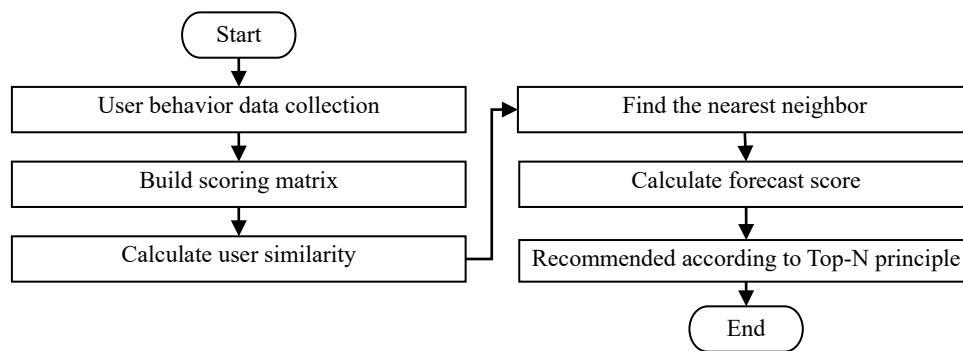 Start
User behavior data collection
Build scoring matrix
Calculate user similarity
Find the nearest neighbor
Calculate forecast score
Recommended according to Top-N principle
End